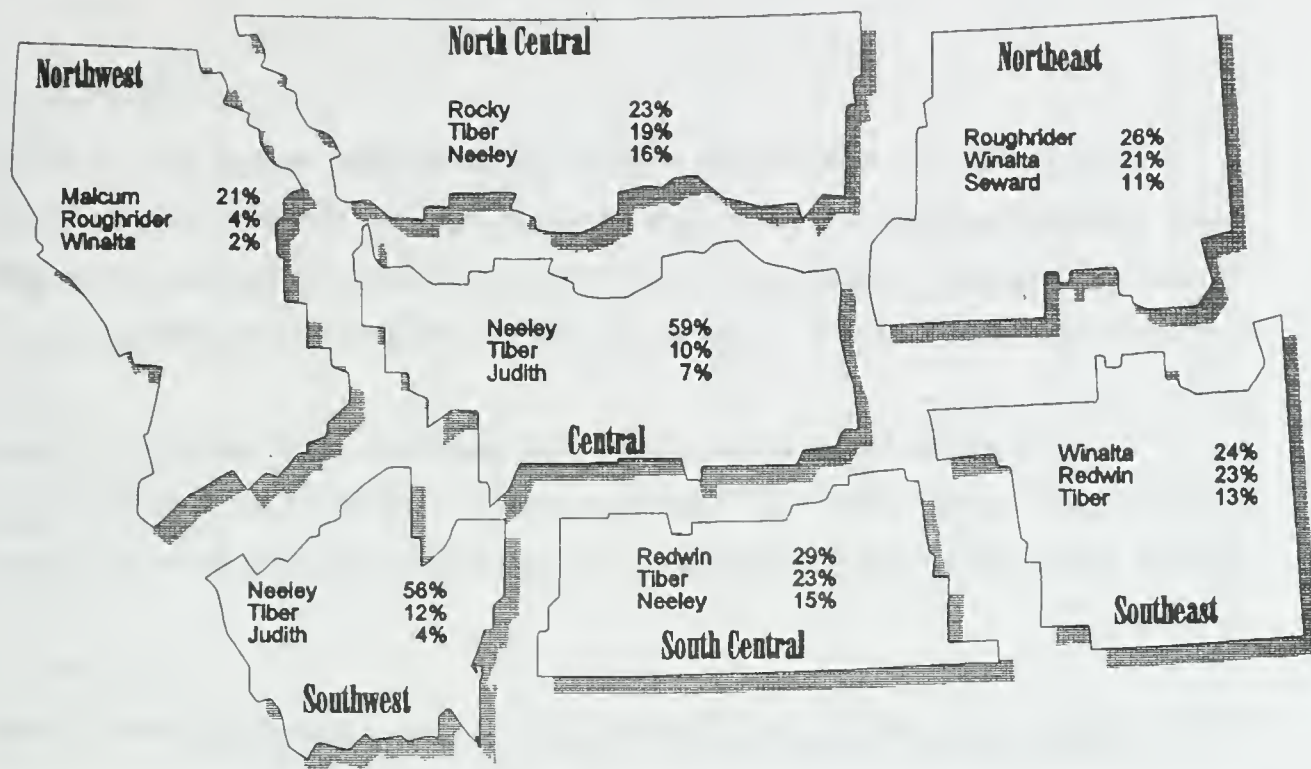 North Central
Rocky 23%
Tiber 19%
Neeley 16%
Northwest
Malcum 21%
Roughrider 4%
Winalta 2%
Northeast
Roughrider 26%
Winalta 21%
Seward 11%
Neeley 59%
Tiber 10%
Judith 7%
Central
Winalta 24%
Redwin 23%
Tiber 13%
Southeast
Neeley 56%
Tiber 12%
Judith 4%
Southwest
Redwin 29%
Tiber 23%
Neeley 15%
South Central